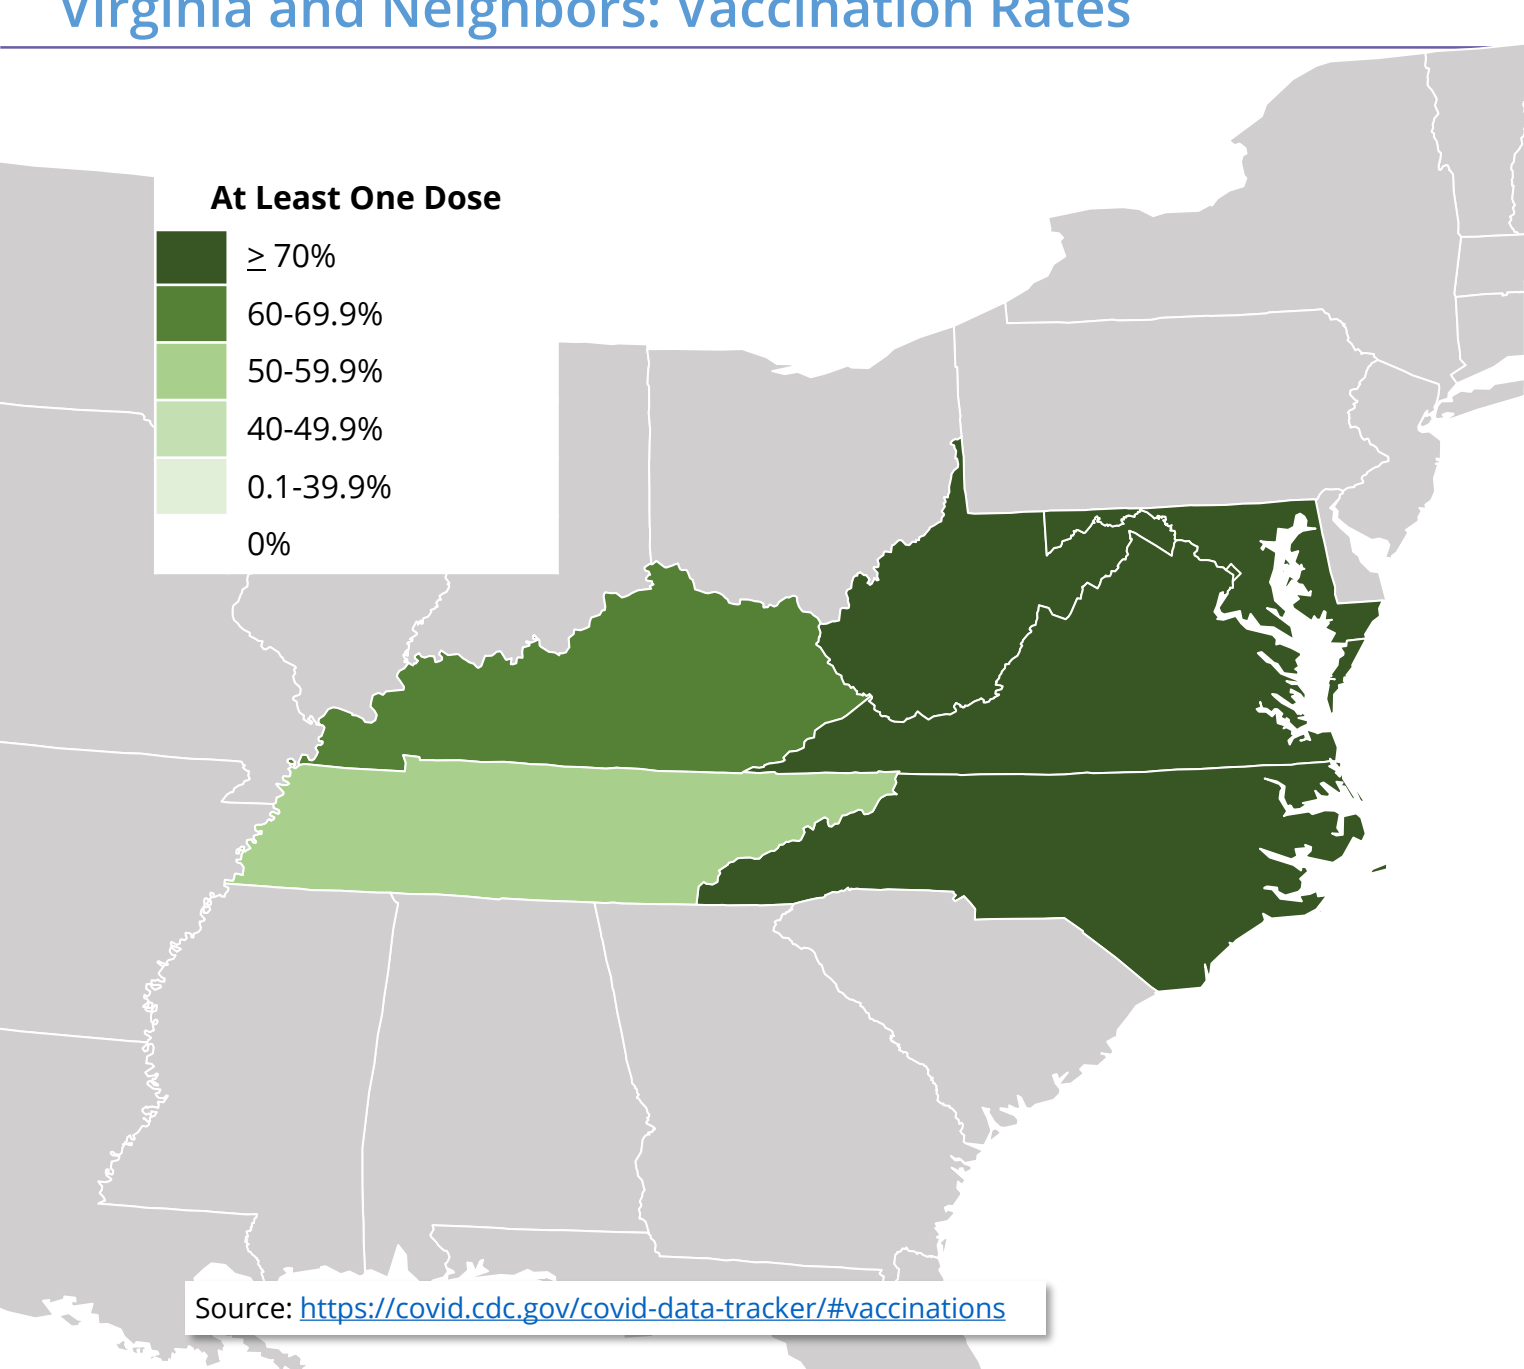 Virginia and Neighbors: Vaccination Rates
At Least One Dose
≥ 70%
60-69.9%
50-59.9%
40-49.9%
0.1-39.9%
0%
Source: https://covid.cdc.gov/covid-data-tracker/#vaccinations